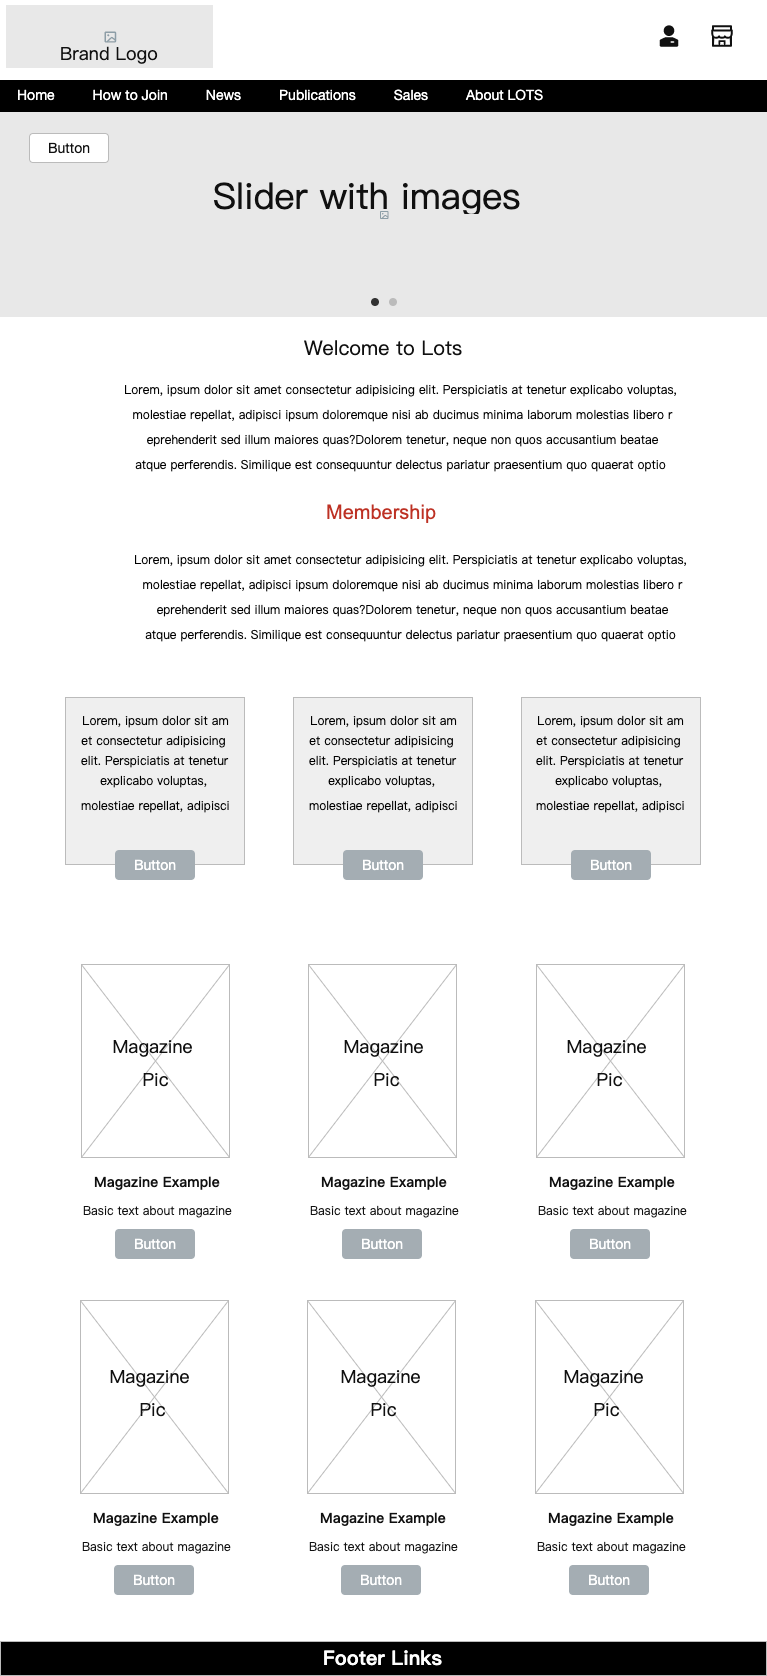 Brand Logo
Home How to Join News Publications Sales About LOTS
Button
Slider with images
Welcome to Lots
Lorem, ipsum dolor sit amet consectetur adipisicing elit. Perspiciatis at tenetur explicabo voluptas,
molestiae repellat, adipisci ipsum doloremque nisi ab ducimus minima laborum molestias libero r
eprehenderit sed illum maiores quas?Dolorem tenetur, neque non quos accusantium beatae
atque perferendis. Similique est consequuntur delectus pariatur praesentium quo quaerat optio
Membership
Lorem, ipsum dolor sit amet consectetur adipisicing elit. Perspiciatis at tenetur explicabo voluptas,
molestiae repellat, adipisci ipsum doloremque nisi ab ducimus minima laborum molestias libero r
eprehenderit sed illum maiores quas?Dolorem tenetur, neque non quos accusantium beatae
atque perferendis. Similique est consequuntur delectus pariatur praesentium quo quaerat optio
Lorem, ipsum dolor sit am
et consectetur adipisicing
elit. Perspiciatis at tenetur
explicabo voluptas,
molestiae repellat, adipisci
Button
Lorem, ipsum dolor sit am
et consectetur adipisicing
elit. Perspiciatis at tenetur
explicabo voluptas,
molestiae repellat, adipisci
Button
Lorem, ipsum dolor sit am
et consectetur adipisicing
elit. Perspiciatis at tenetur
explicabo voluptas,
molestiae repellat, adipisci
Button
Magazine
Pic
Magazine Example
Basic text about magazine
Button
Magazine
Pic
Magazine Example
Basic text about magazine
Button
Magazine
Pic
Magazine Example
Basic text about magazine
Button
Magazine
Pic
Magazine Example
Basic text about magazine
Button
Magazine
Pic
Magazine Example
Basic text about magazine
Button
Magazine
Pic
Magazine Example
Basic text about magazine
Button
Footer Links